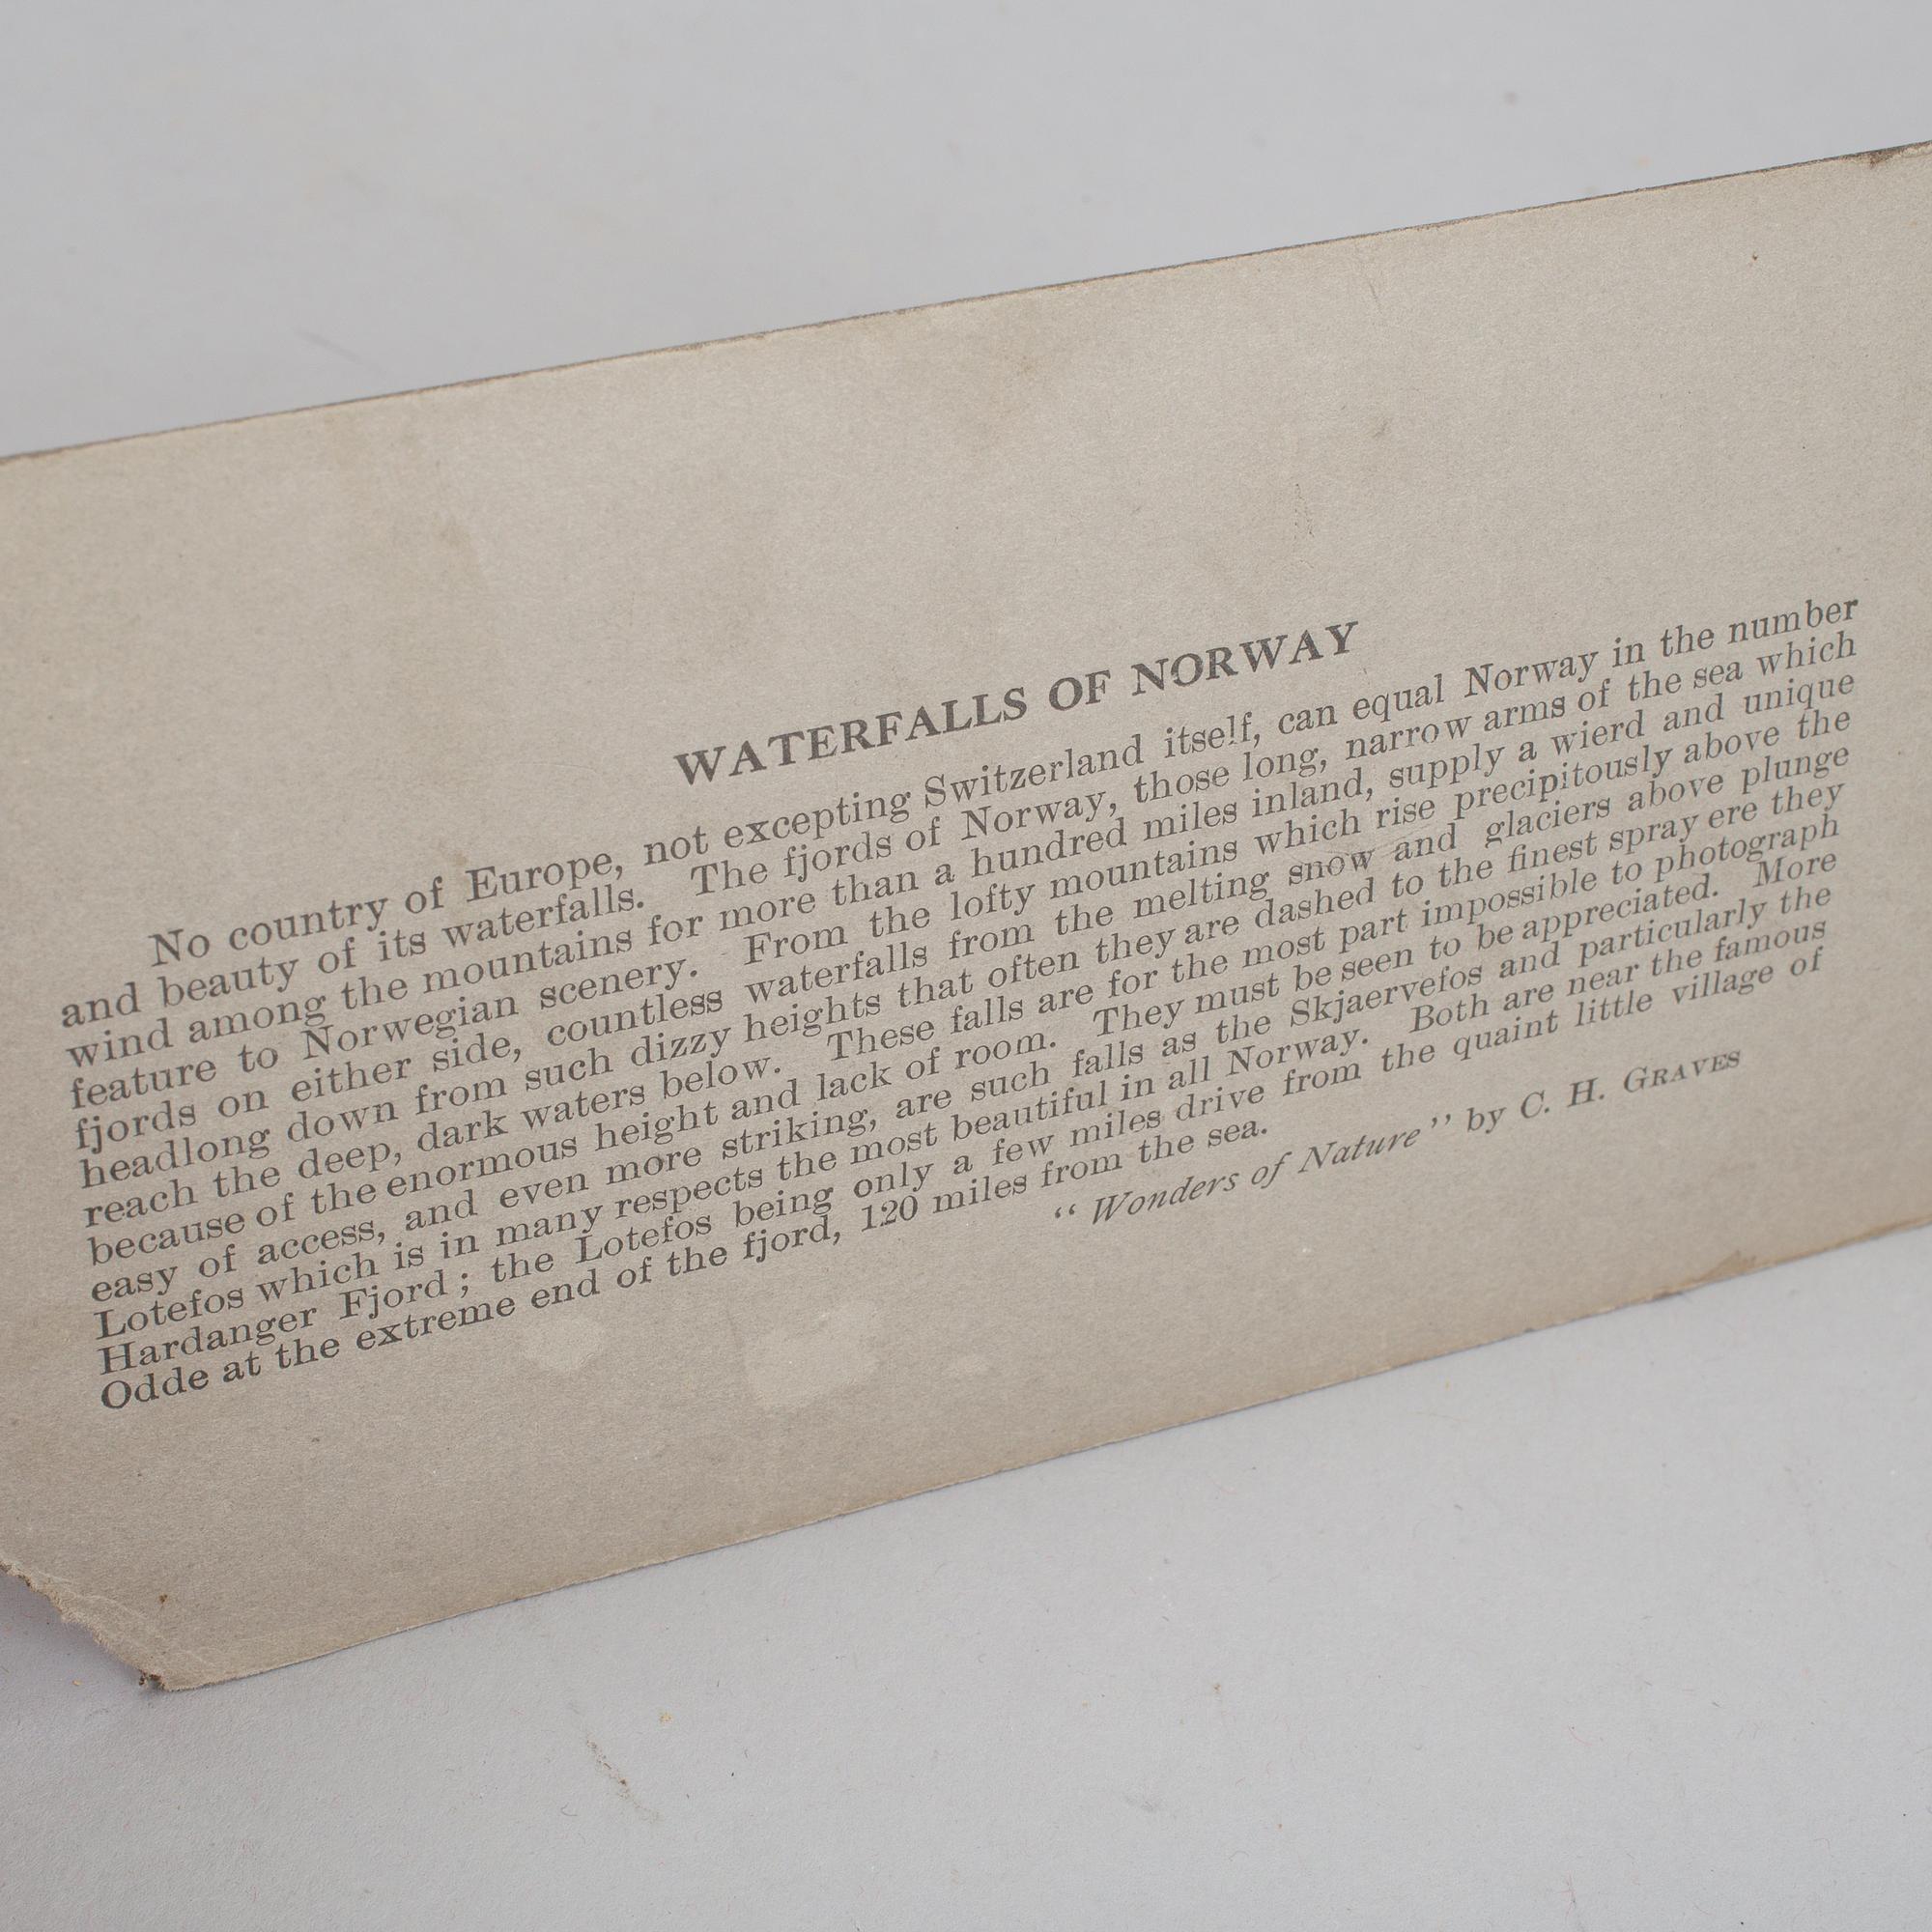 WATERFALLS OF NORWAY
No country of Europe, not excepting Switzerland itself, can equal Norway in the number
and beauty of its waterfalls. The fjords of Norway, those long, narrow arms of the sea which
wind among the mountains for more than a hundred miles inland, supply a wierd and unique
feature to Norwegian scenery. From the lofty mountains which rise precipitously above the
fjords on either side, countless waterfalls from the melting snow and glaciers above plunge
headlong down from such dizzy heights that often they are dashed to the finest spray ere they
reach the deep, dark waters below. These falls are for the most part impossible to photograph
because of the enormous height and lack of room. They must be seen to be appreciated. More
easy of access, and even more striking, are such falls as the Skjaervefos and particularly the
Lotefos which is in many respects the most beautiful in all Norway. Both are near the famous
Hardanger Fjord; the Lotefos being only a few miles drive from the quaint little village of
Odde at the extreme end of the fjord, 120 miles from the sea.
“Wonders of Nature” by C. H. GRAVES